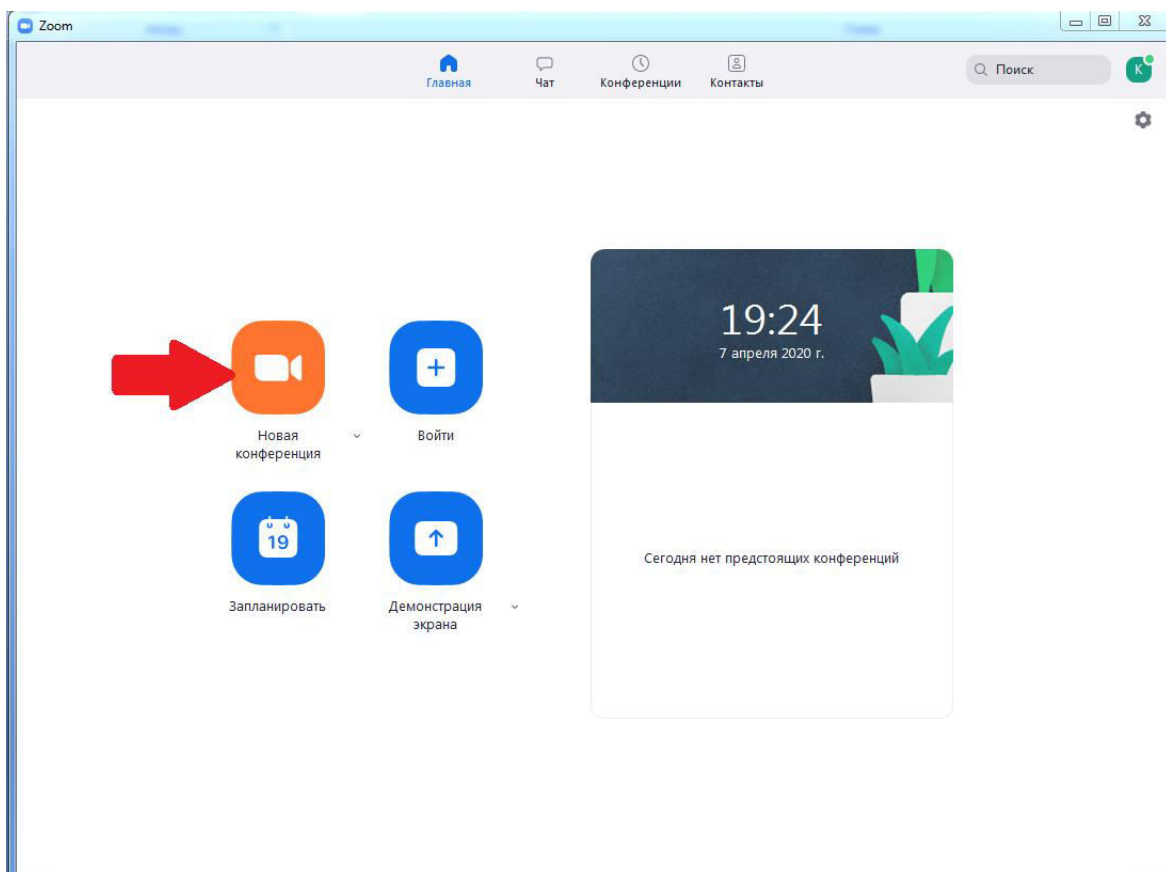 Zoom
Главная
Чат
Конференции
Контакты
Поиск
К
19:24
7 апреля 2020 г.
Новая
конференция
Войти
19
Запланировать
Демонстрация
экрана
Сегодня нет предстоящих конференций